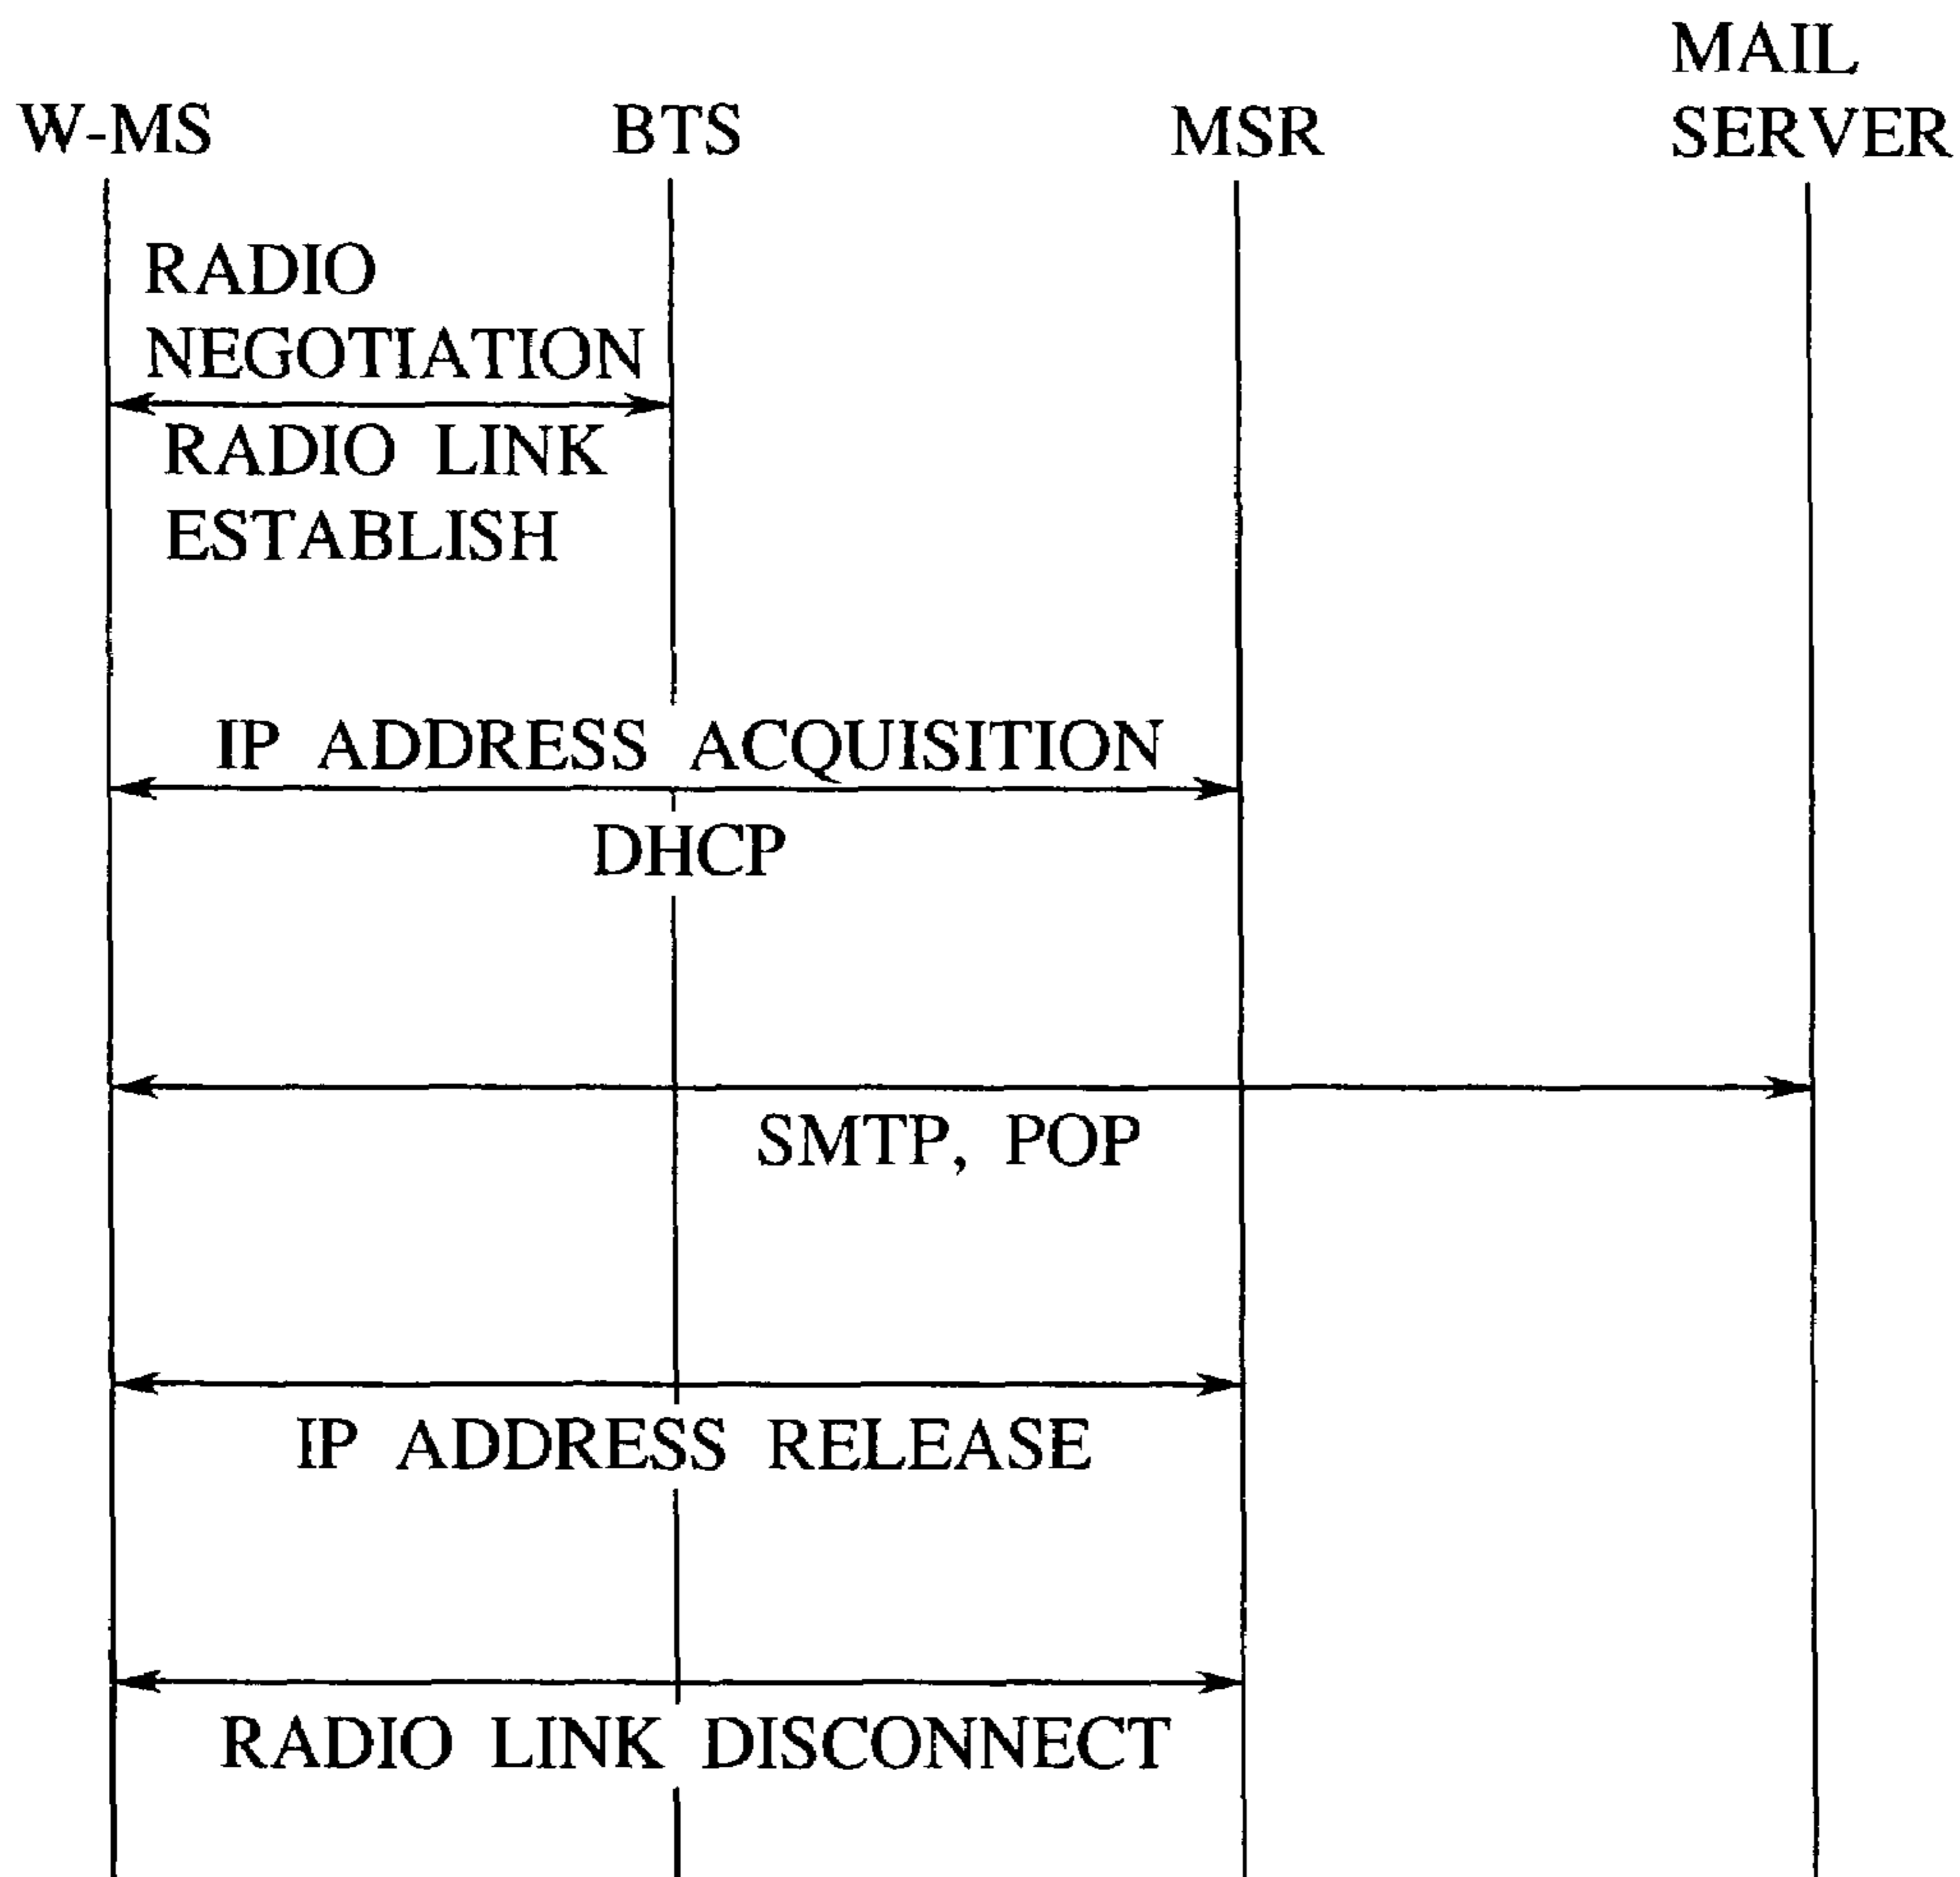 MAIL
W-MS BTS MSR SERVER
RADIO
NEGOTIATION
RADIO LINK
ESTABLISH
IP ADDRESS ACQUISITION
DHCP
SMTP, POP
IP ADDRESS RELEASE
RADIO LINK DISCONNECT